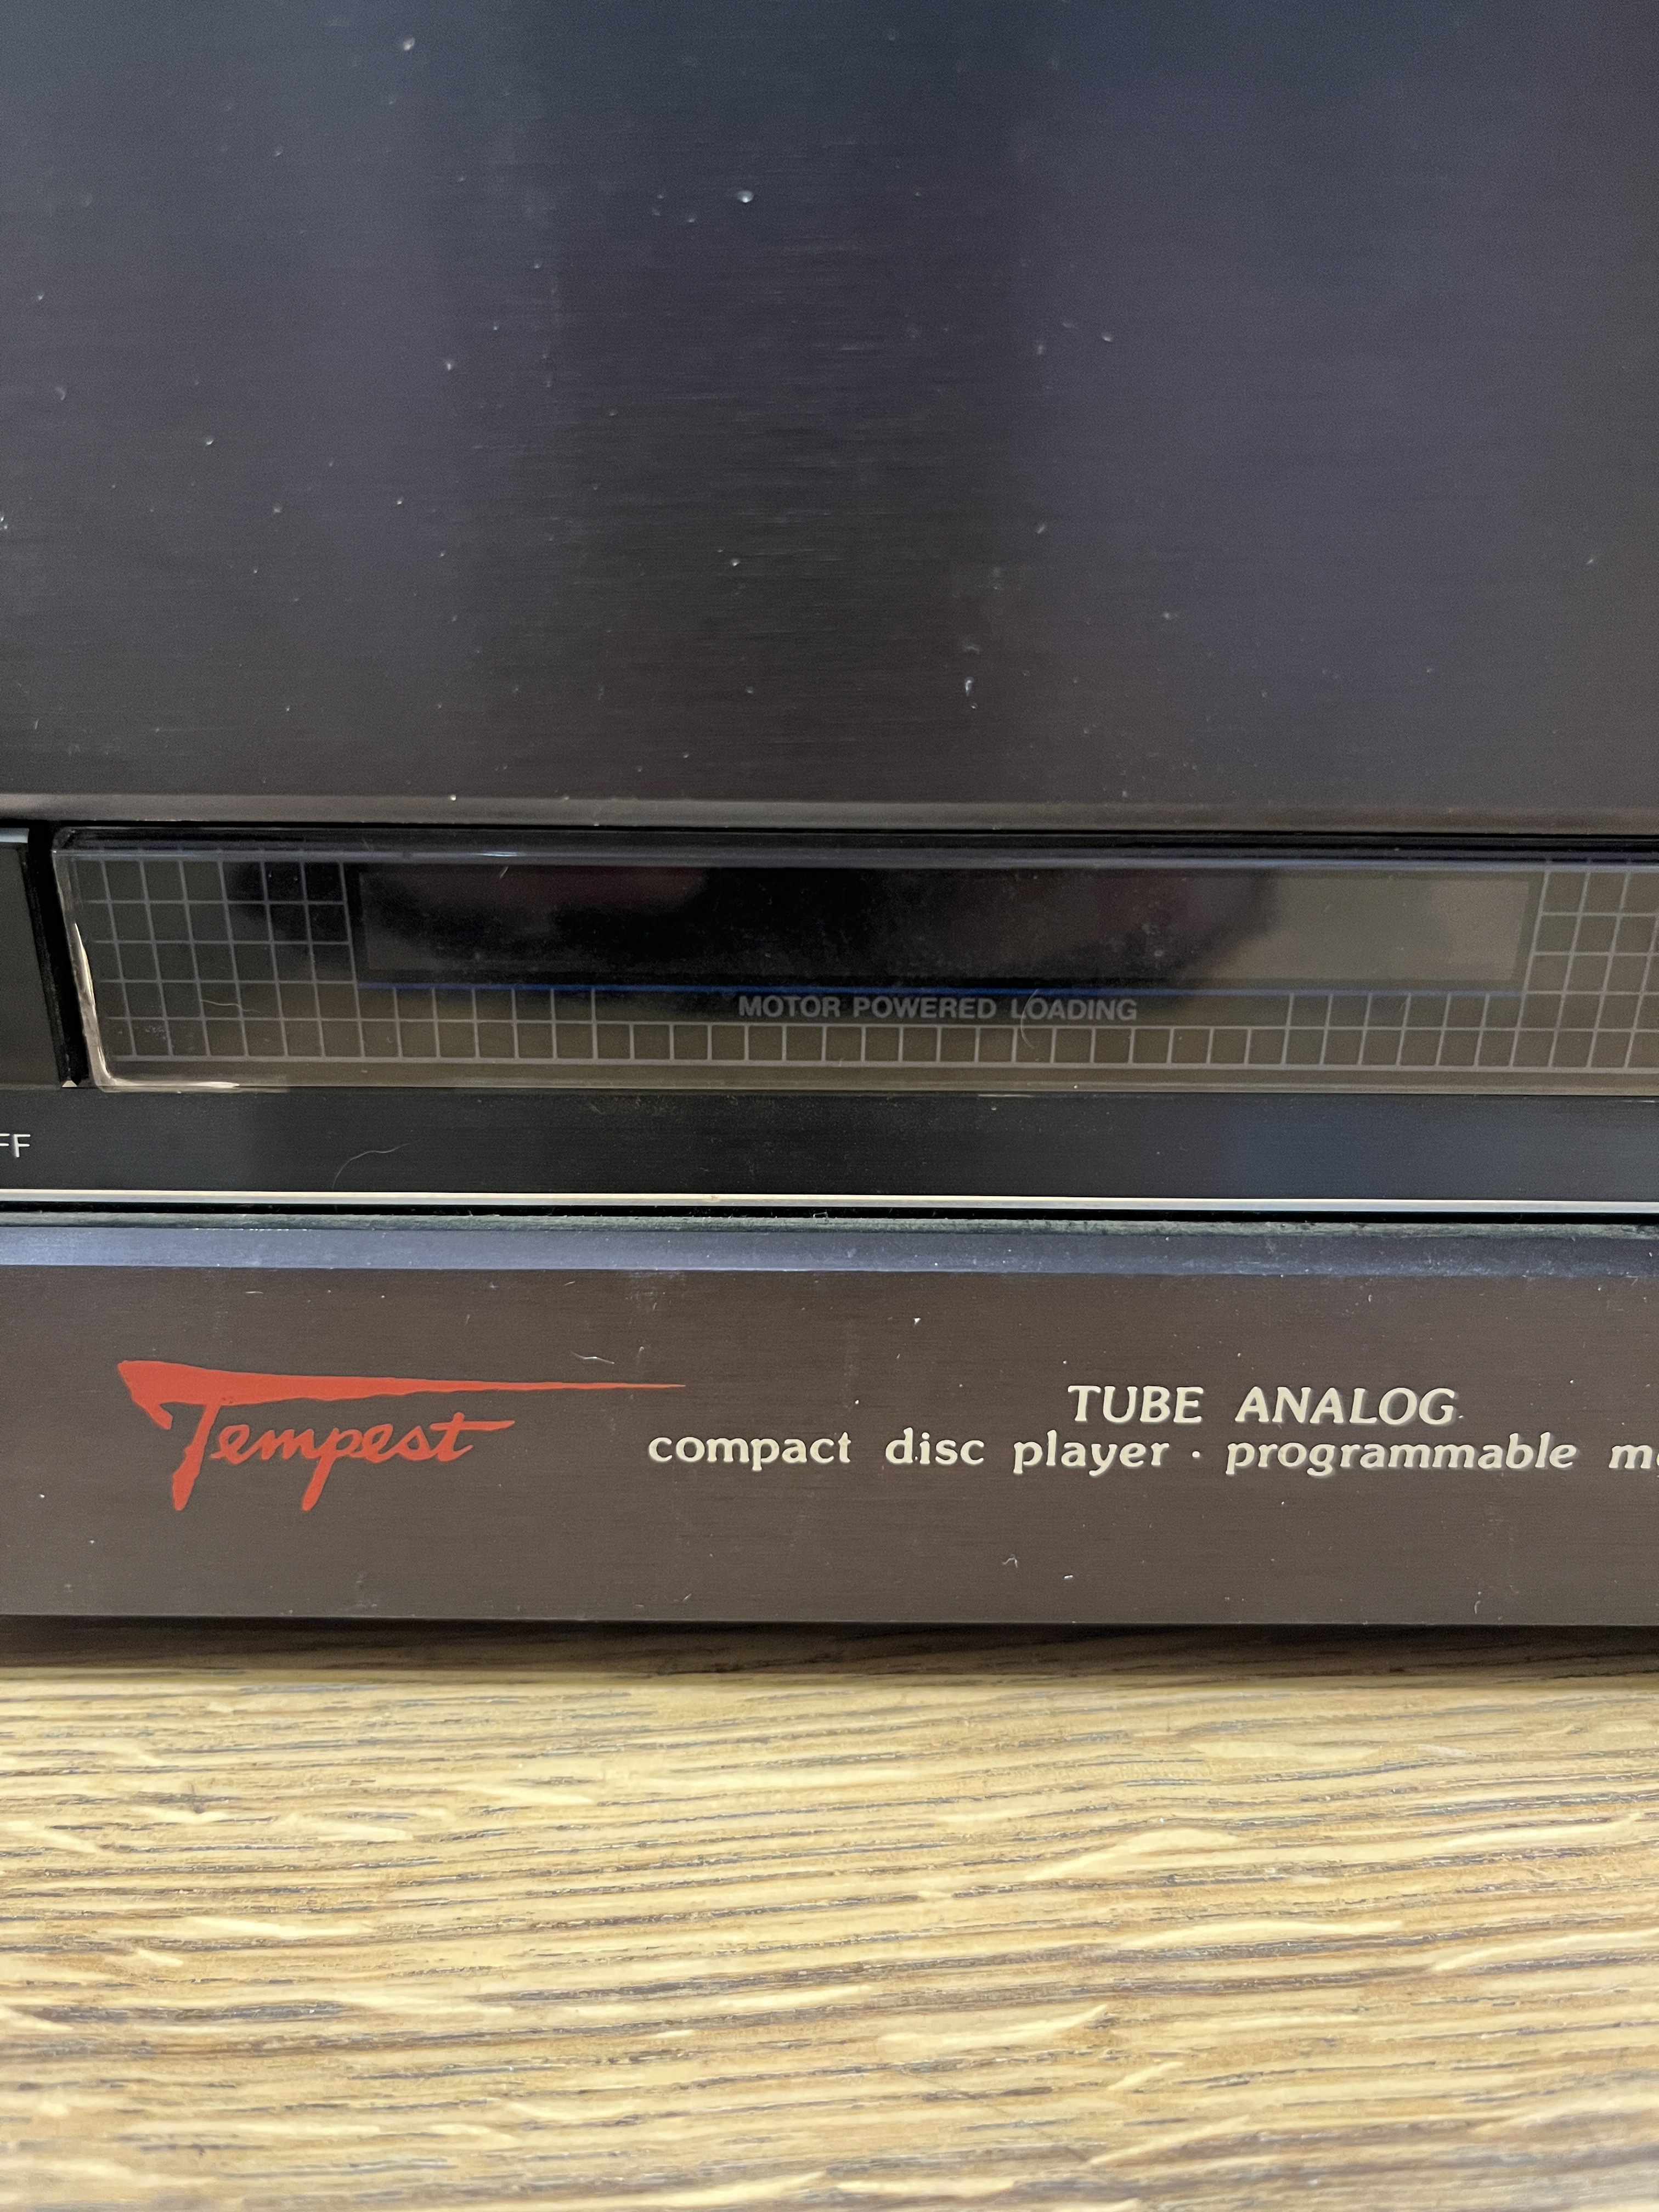 MOTOR POWERED LOADING
FF
Tempest
TUBE ANALOG
compact disc player · programmable